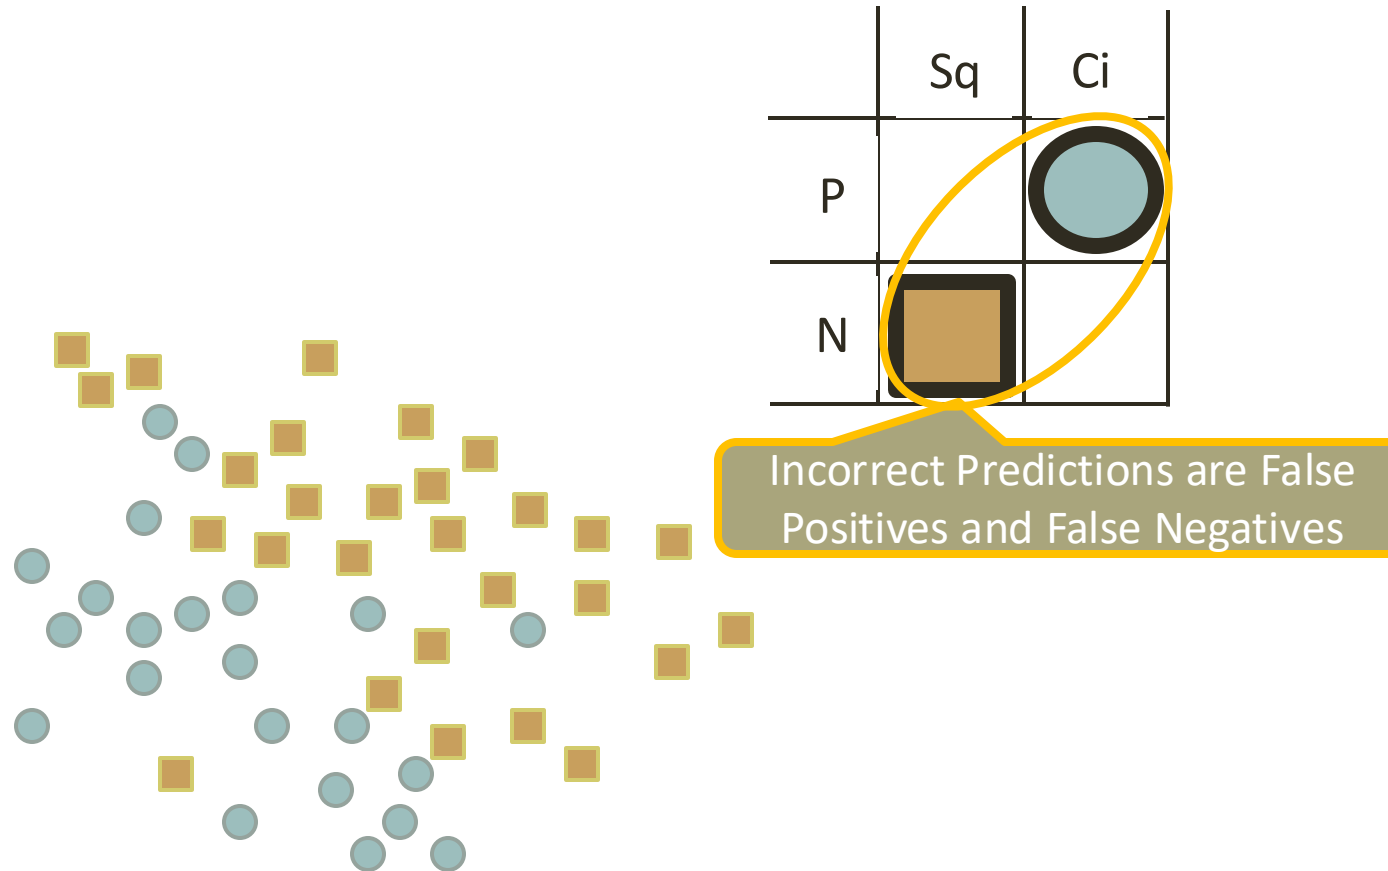 Sq Ci
P
N
Incorrect Predictions are False
Positives and False Negatives